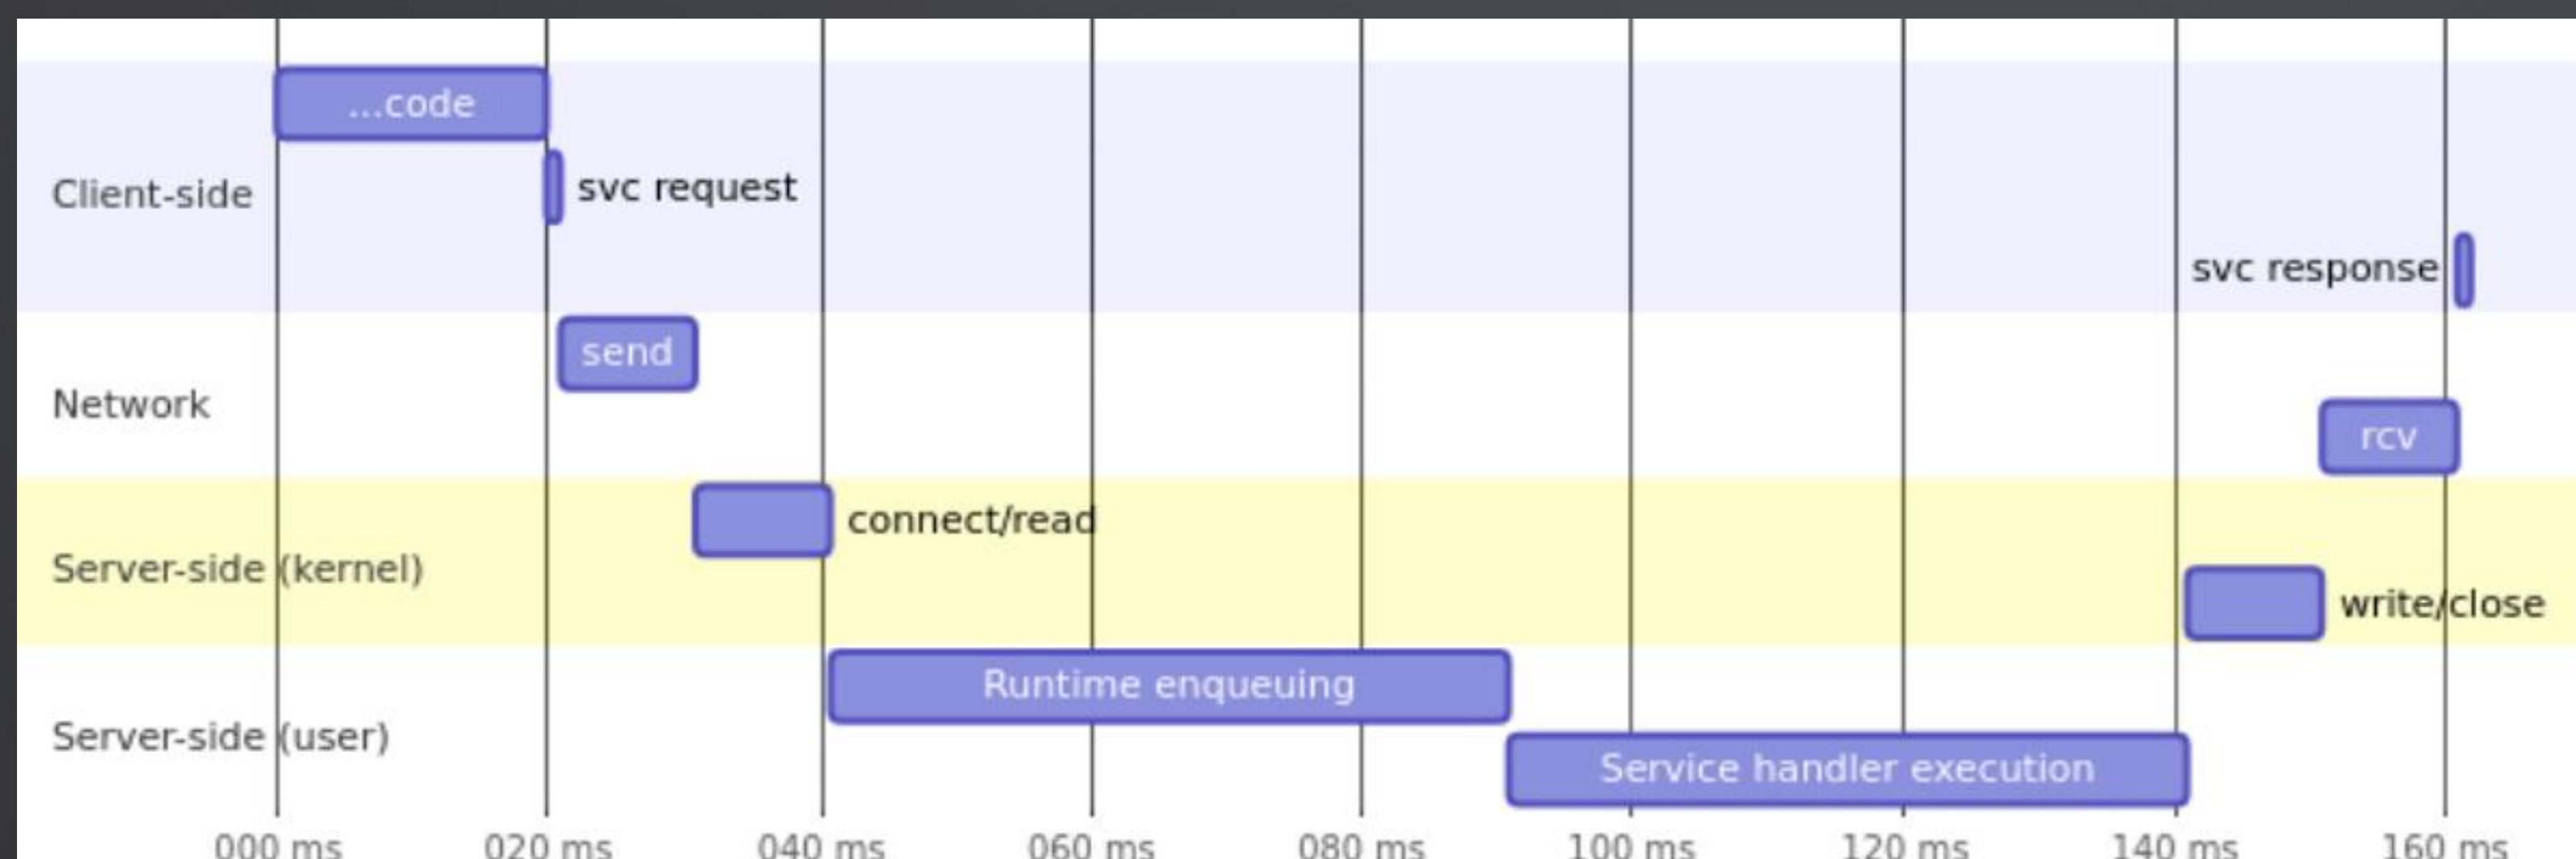 ...code
svc request
Client-side
svc response
send
Network
rcv
connect/read
Server-side (kernel)
write/close
Runtime enqueuing
Server-side (user)
Service handler execution
000 ms 020 ms 040 ms 060 ms 080 ms 100 ms 120 ms 140 ms 160 ms